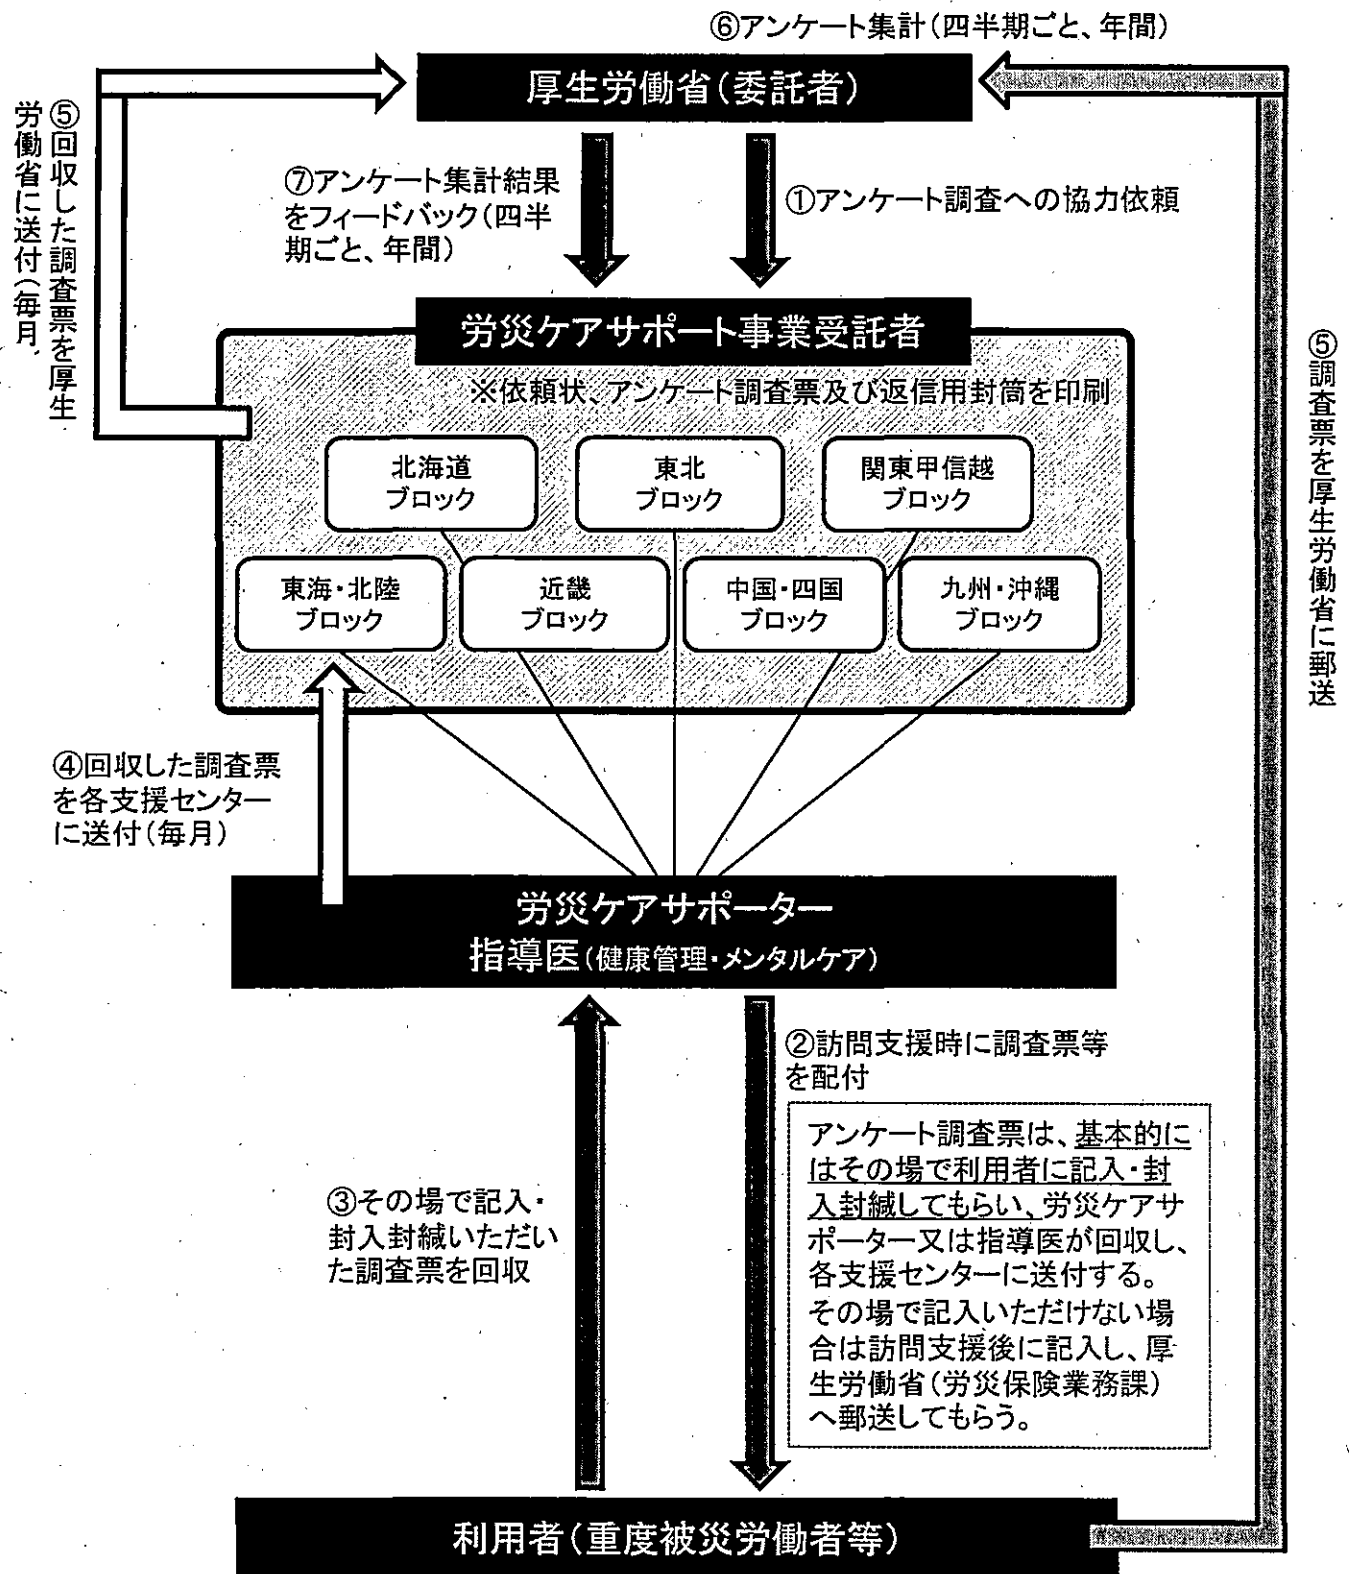 ⑥アンケート集計(四半期ごと、年間)
厚生労働省(委託者)
⑤回収した調査票を厚生
労働省に送付(毎月)
⑦アンケート集計結果
をフィードバック(四半
期ごと、年間)
①アンケート調査への協力依頼
労災ケアサポート事業受託者
※依頼状、アンケート調査票及び返信用封筒を印刷
北海道
ブロック
東北
ブロック
関東甲信越
ブロック
東海・北陸
ブロック
近畿
ブロック
中国・四国
ブロック
九州・沖縄
ブロック
⑤調査票を厚生労働省に郵送
④回収した調査票
を各支援センター
に送付(毎月)
労災ケアサポーター
指導医(健康管理・メンタルケア)
②訪問支援時に調査票等
を配付
アンケート調査票は、基本的に
はその場で利用者に記入・封
入封緘してもらい、労災ケアサ
ポーター又は指導医が回収し、
各支援センターに送付する。
その場で記入いただけない場
合は訪問支援後に記入し、厚
生労働省(労災保険業務課)
へ郵送してもらう。
③その場で記入・
封入封緘いただい
た調査票を回収
利用者(重度被災労働者等)